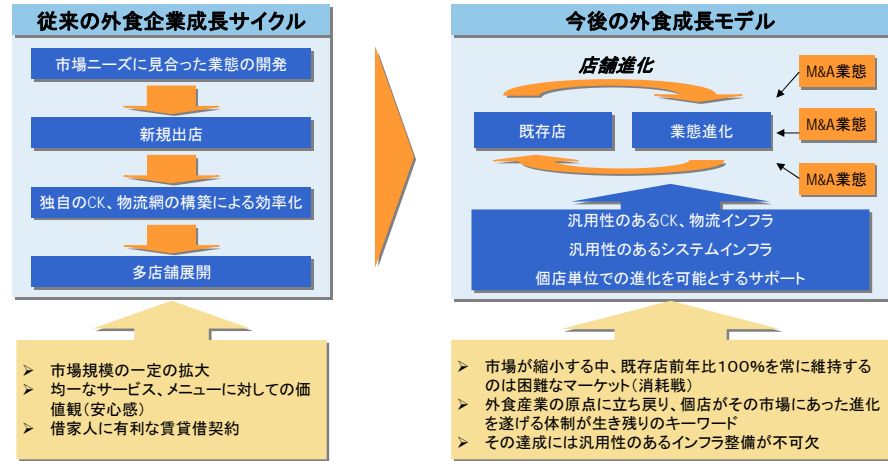 従来の外食企業成長サイクル
市場ニーズに見合った業態の開発
新規出店
独自のCK、物流網の構築による効率化
多店舗展開
➢ 市場規模の一定の拡大
➢ 均一なサービス、メニューに対しての価
値観(安心感)
➢ 借家人に有利な賃貸借契約
今後の外食成長モデル
店舗進化
既存店
業態進化
M&A業態
M&A業態
M&A業態
汎用性のあるCK、物流インフラ
汎用性のあるシステムインフラ
個店単位での進化を可能とするサポート
➢ 市場が縮小する中、既存店前年比100%を常に維持する
のは困難なマーケット(消耗戦)
➢ 外食産業の原点に立ち戻り、個店がその市場にあった進化
を遂げる体制が生き残りのキーワード
➢ その達成には汎用性のあるインフラ整備が不可欠